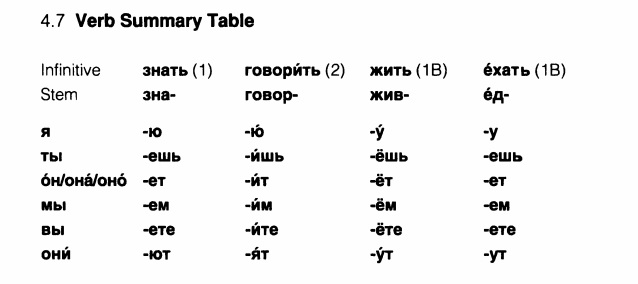 4.7 Verb Summary Table
Infinitive знать (1) говори́ть (2) жить (1B) е́хать (1B)
Stem зна- говор- жив- е́д-
я -ю -ю́ -у́ -у
ты -ешь -и́шь -ёшь -ешь
о́н/она́/оно́ -ет -и́т -ёт -ет
мы -ем -и́м -ём -ем
вы -ете -и́те -ёте -ете
они́ -ют -я́т -у́т -ут